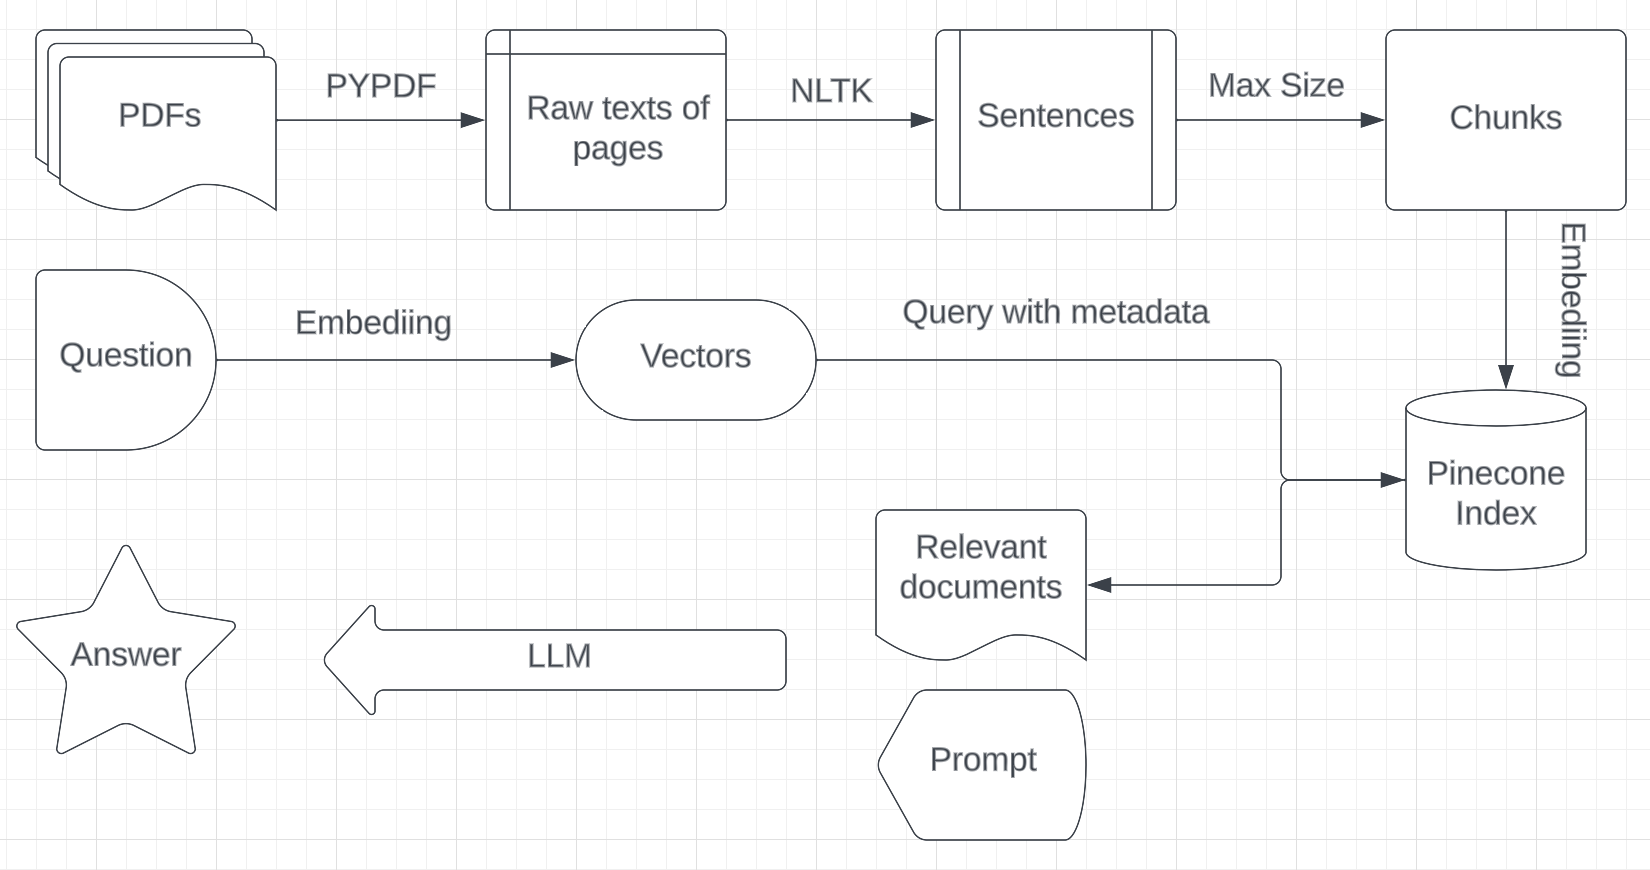 PDFs
PYPDF
Raw texts of
pages
NLTK
Sentences
Max Size
Chunks
Embediing
Question
Embediing
Vectors
Query with metadata
Pinecone
Index
Relevant
documents
Answer
LLM
Prompt